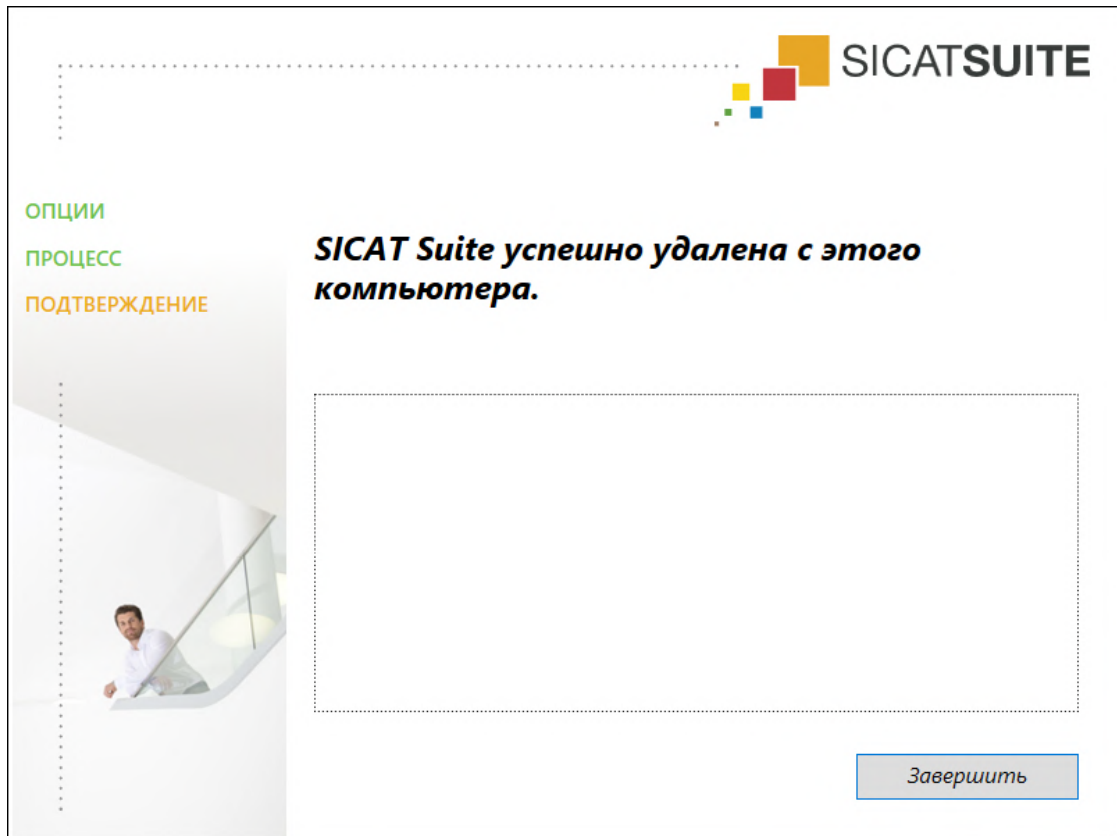 SICATSUITE
ОПЦИИ
ПРОЦЕСС
ПОДТВЕРЖДЕНИЕ
SICAT Suite успешно удалена с этого
компьютера.
Завершить